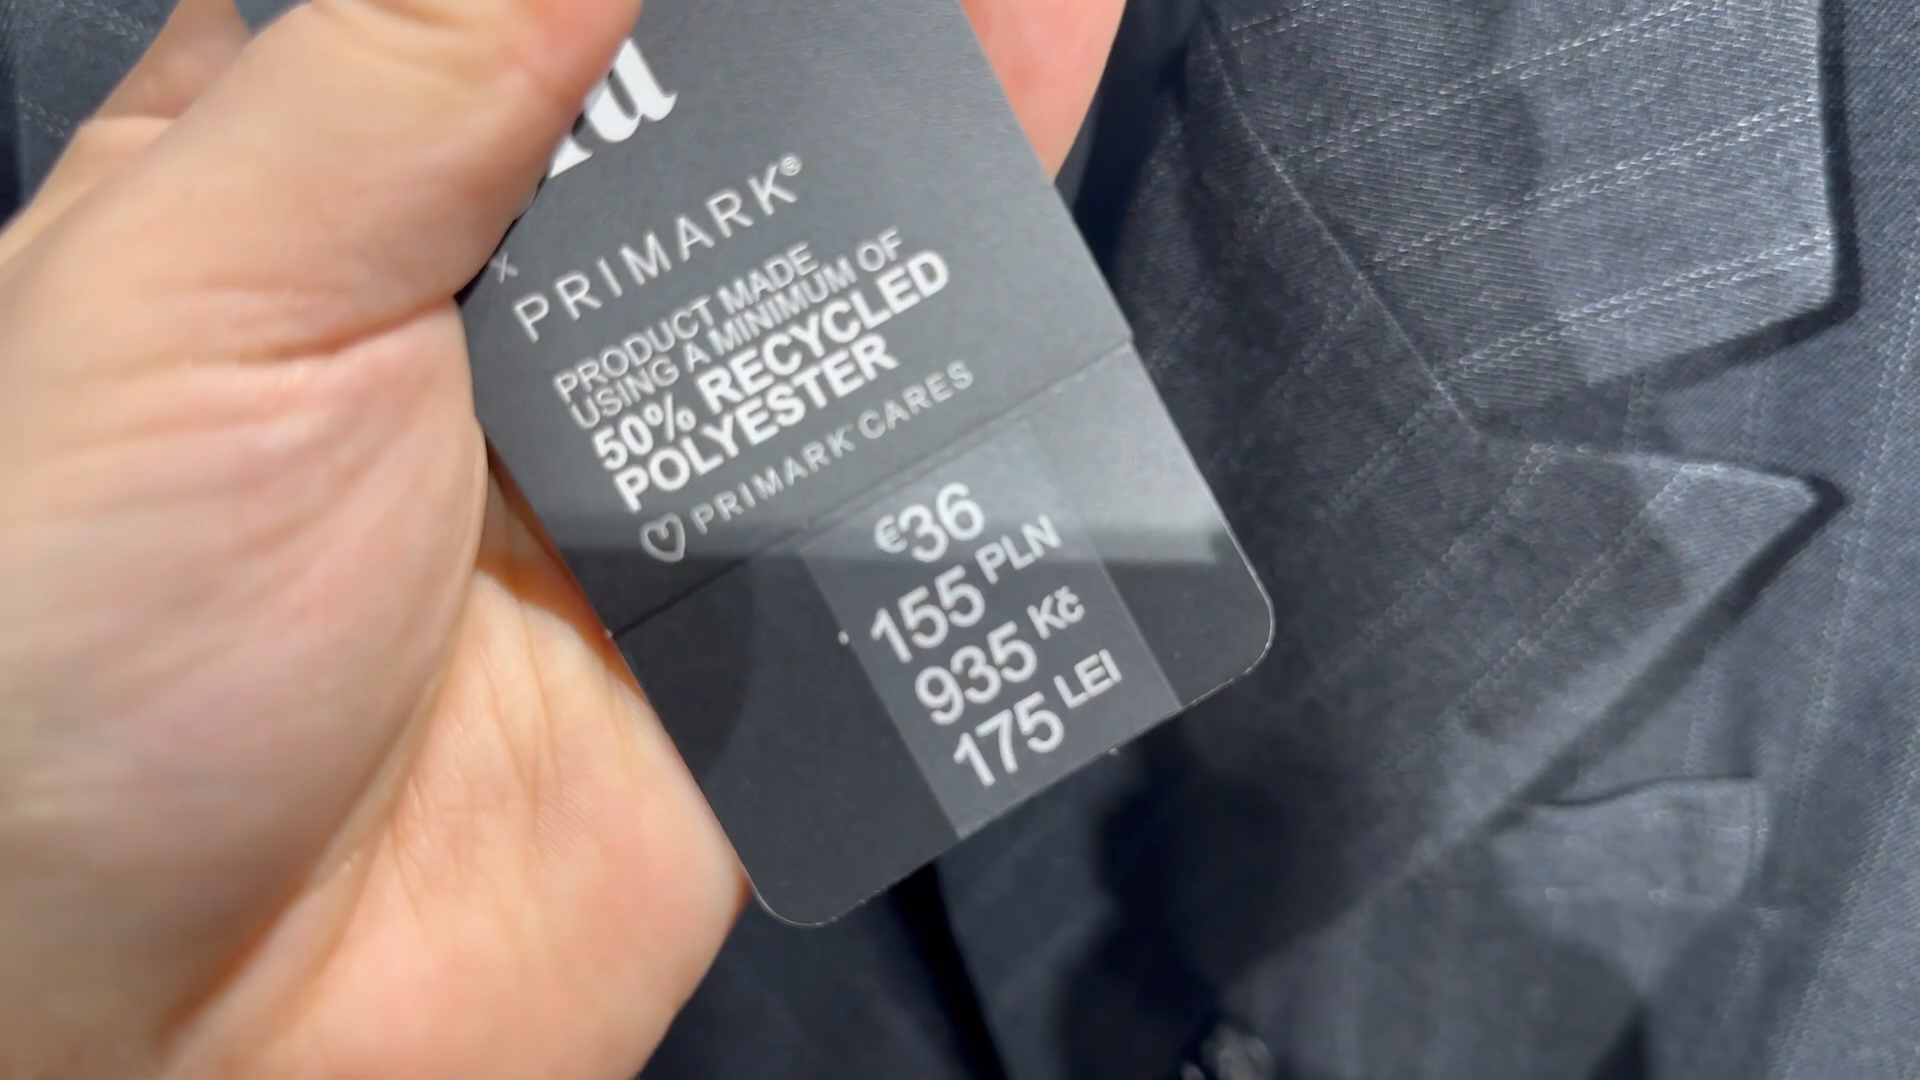 x
PRIMARK®
PRODUCT MADE
USING A MINIMUM OF
50% RECYCLED
POLYESTER
PRIMARK CARES
€36
155 PLN
935 Kč
175 LEI